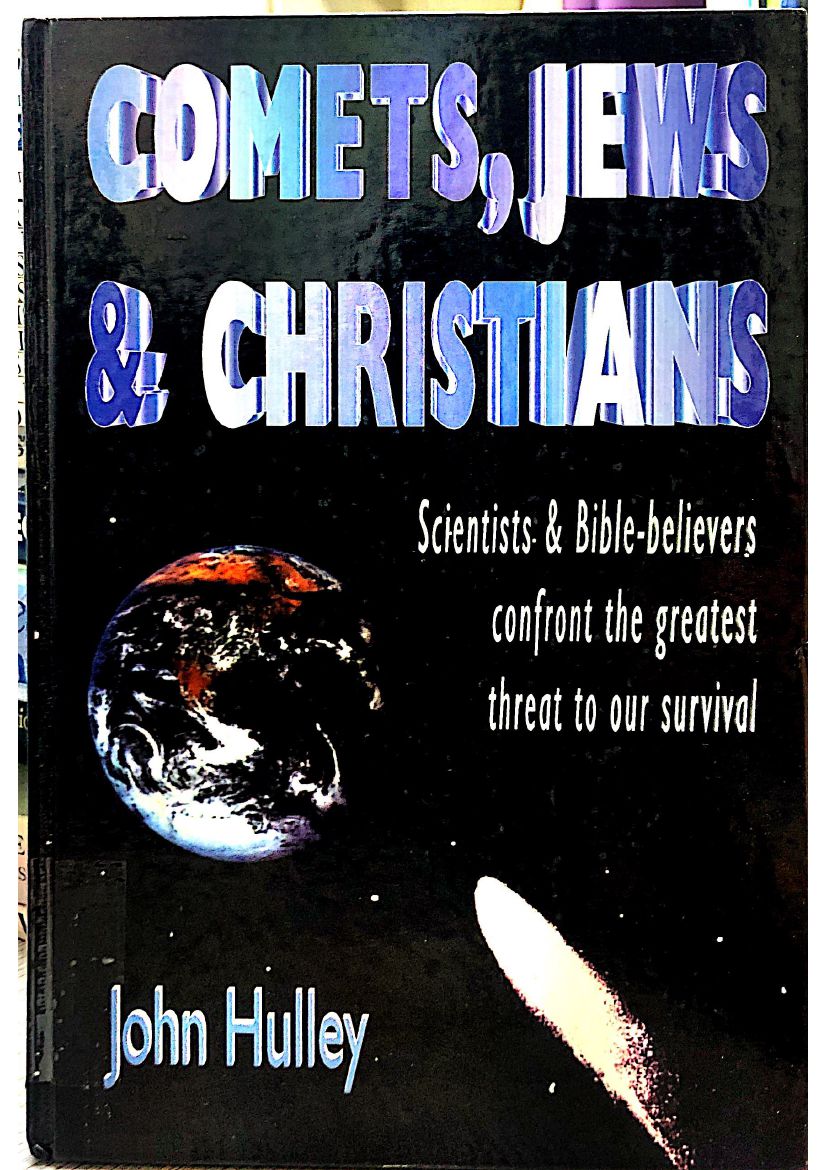 COMETS, JEWS
& CHRISTIANS
Scientists & Bible-believers
confront the greatest
threat to our survival
John Hulley